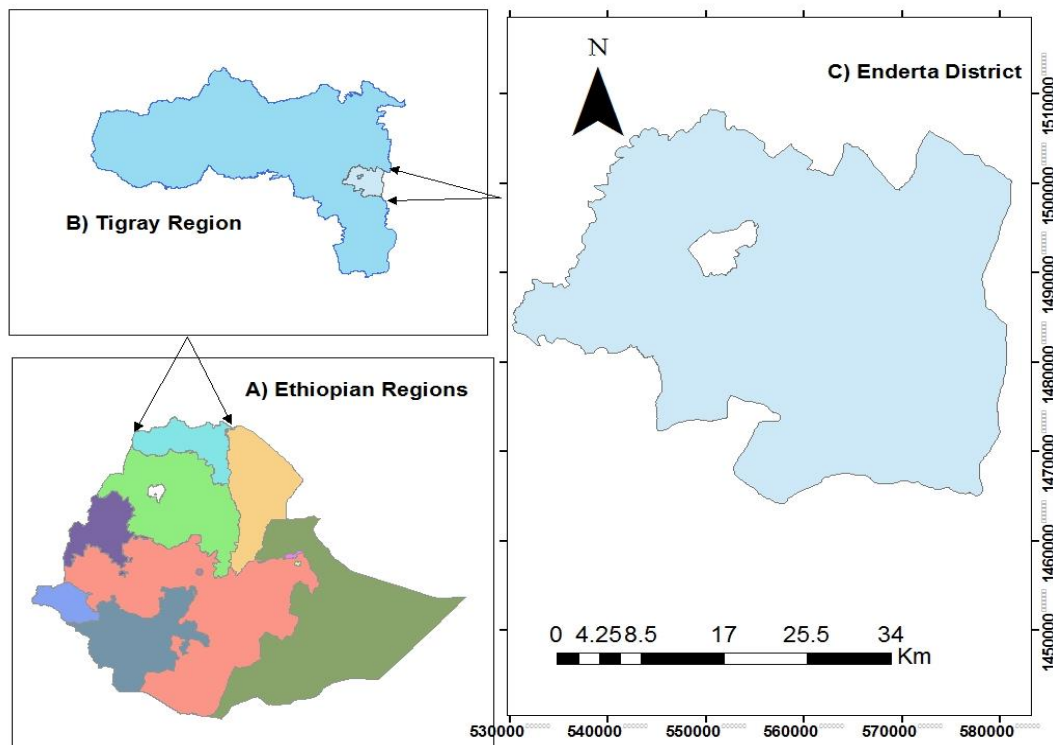 B) Tigray Region
A) Ethiopian Regions
N
C) Enderta District
1510000
1500000
1490000
1480000
1470000
1460000
1450000
0 4.25 8.5 17 25.5 34
Km
530000 540000 550000 560000 570000 580000